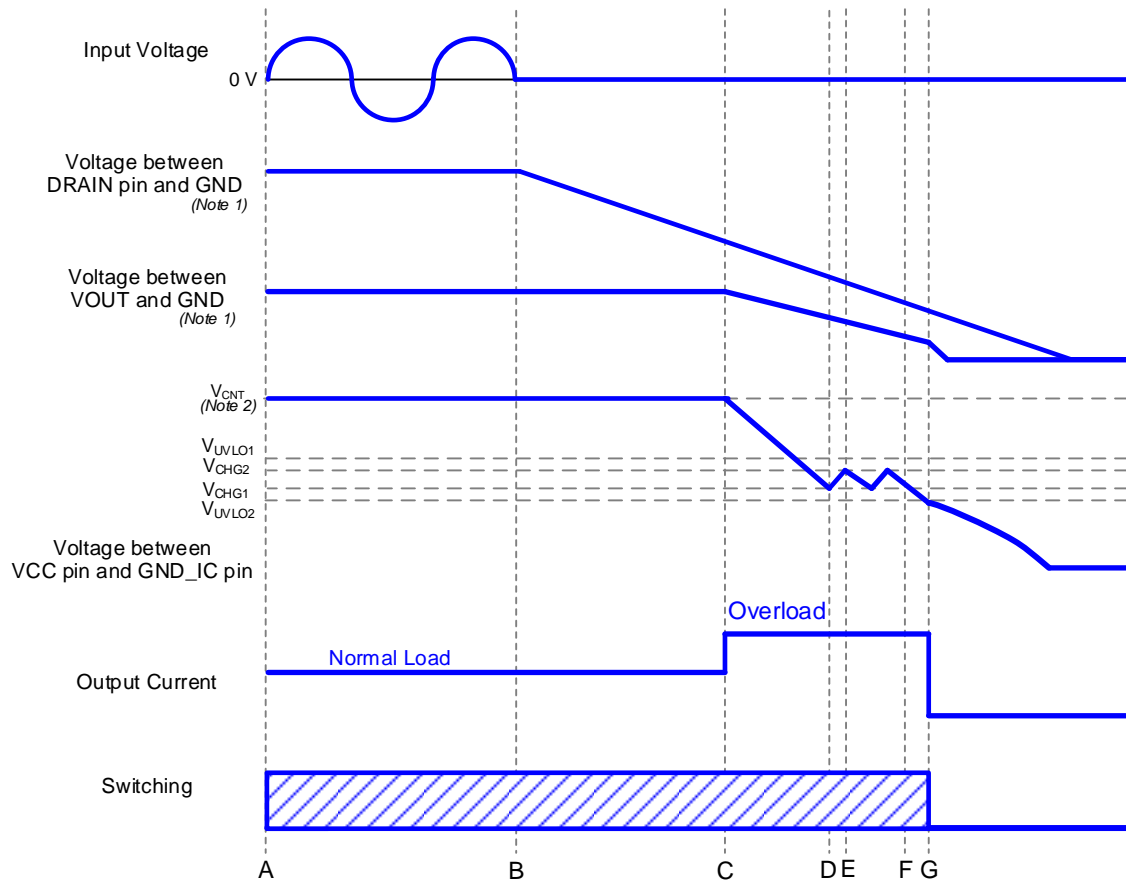 Input Voltage
0 V
Voltage between
DRAIN pin and GND
(Note 1)
Voltage between
VOUT and GND
(Note 1)
VCNT
(Note 2)
VUVLO1
VCHG2
VCHG1
VUVLO2
Voltage between
VCC pin and GND_IC pin
Overload
Normal Load
Output Current
Switching
A B C D E F G